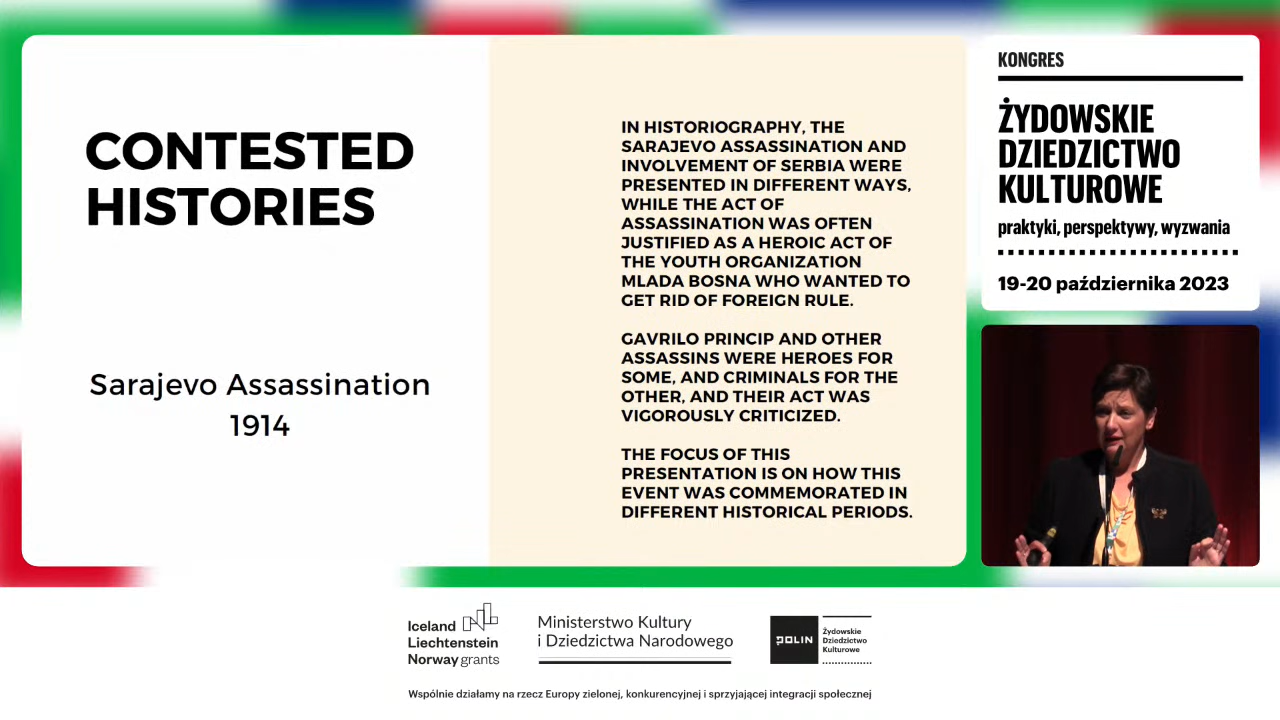 CONTESTED
HISTORIES
Sarajevo Assassination
1914
IN HISTORIOGRAPHY, THE
SARAJEVO ASSASSINATION AND
INVOLVEMENT OF SERBIA WERE
PRESENTED IN DIFFERENT WAYS,
WHILE THE ACT OF
ASSASSINATION WAS OFTEN
JUSTIFIED AS A HEROIC ACT OF
THE YOUTH ORGANIZATION
MLADA BOSNA WHO WANTED TO
GET RID OF FOREIGN RULE.
GAVRILO PRINCIP AND OTHER
ASSASSINS WERE HEROES FOR
SOME, AND CRIMINALS FOR THE
OTHER, AND THEIR ACT WAS
VIGOROUSLY CRITICIZED.
THE FOCUS OF THIS
PRESENTATION IS ON HOW THIS
EVENT WAS COMMEMORATED IN
DIFFERENT HISTORICAL PERIODS.
KONGRES
ŻYDOWSKIE
DZIEDZICTWO
KULTUROWE
praktyki, perspektywy, wyzwania
19-20 października 2023
Iceland
Liechtenstein
Norway grants
Ministerstwo Kultury
i Dziedzictwa Narodowego
POLIN
Żydowskie
Dziedzictwo
Kulturowe
Wspólnie działamy na rzecz Europy zielonej, konkurencyjnej i sprzyjającej integracji społecznej